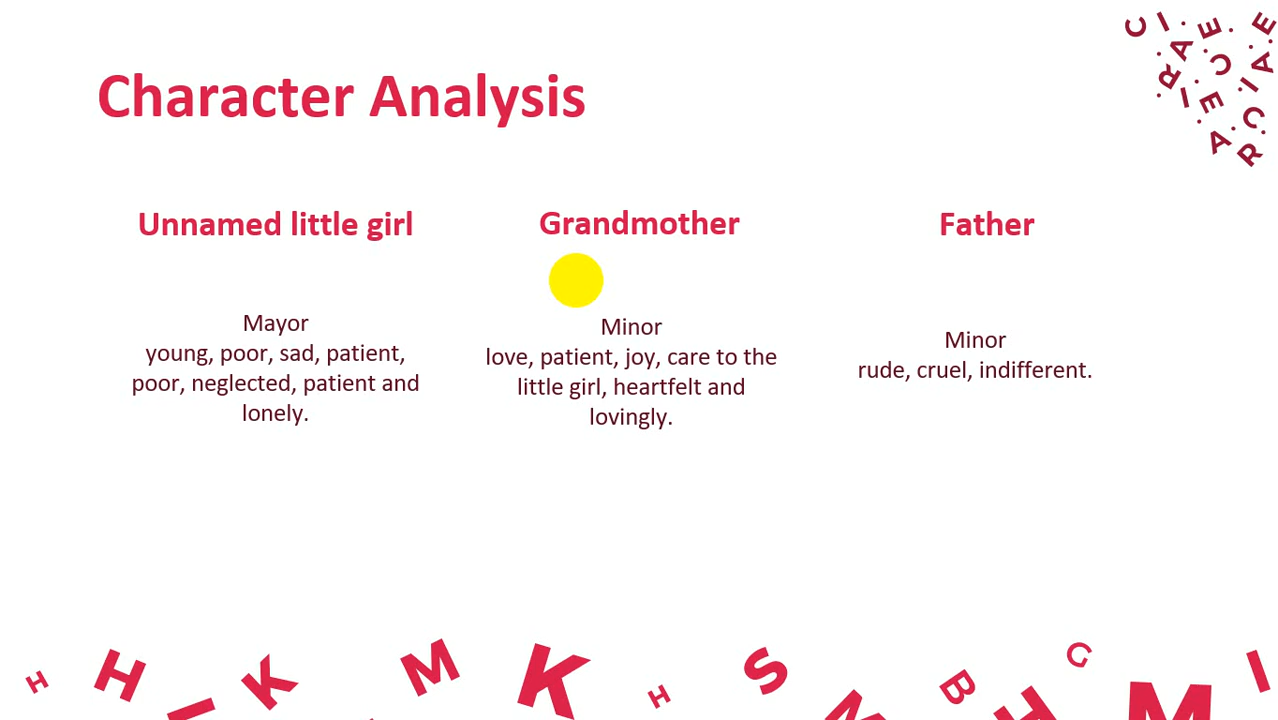 Character Analysis
Unnamed little girl
Mayor
young, poor, sad, patient,
poor, neglected, patient and
lonely.
Grandmother
Minor
love, patient, joy, care to the
little girl, heartfelt and
lovingly.
Father
Minor
rude, cruel, indifferent.